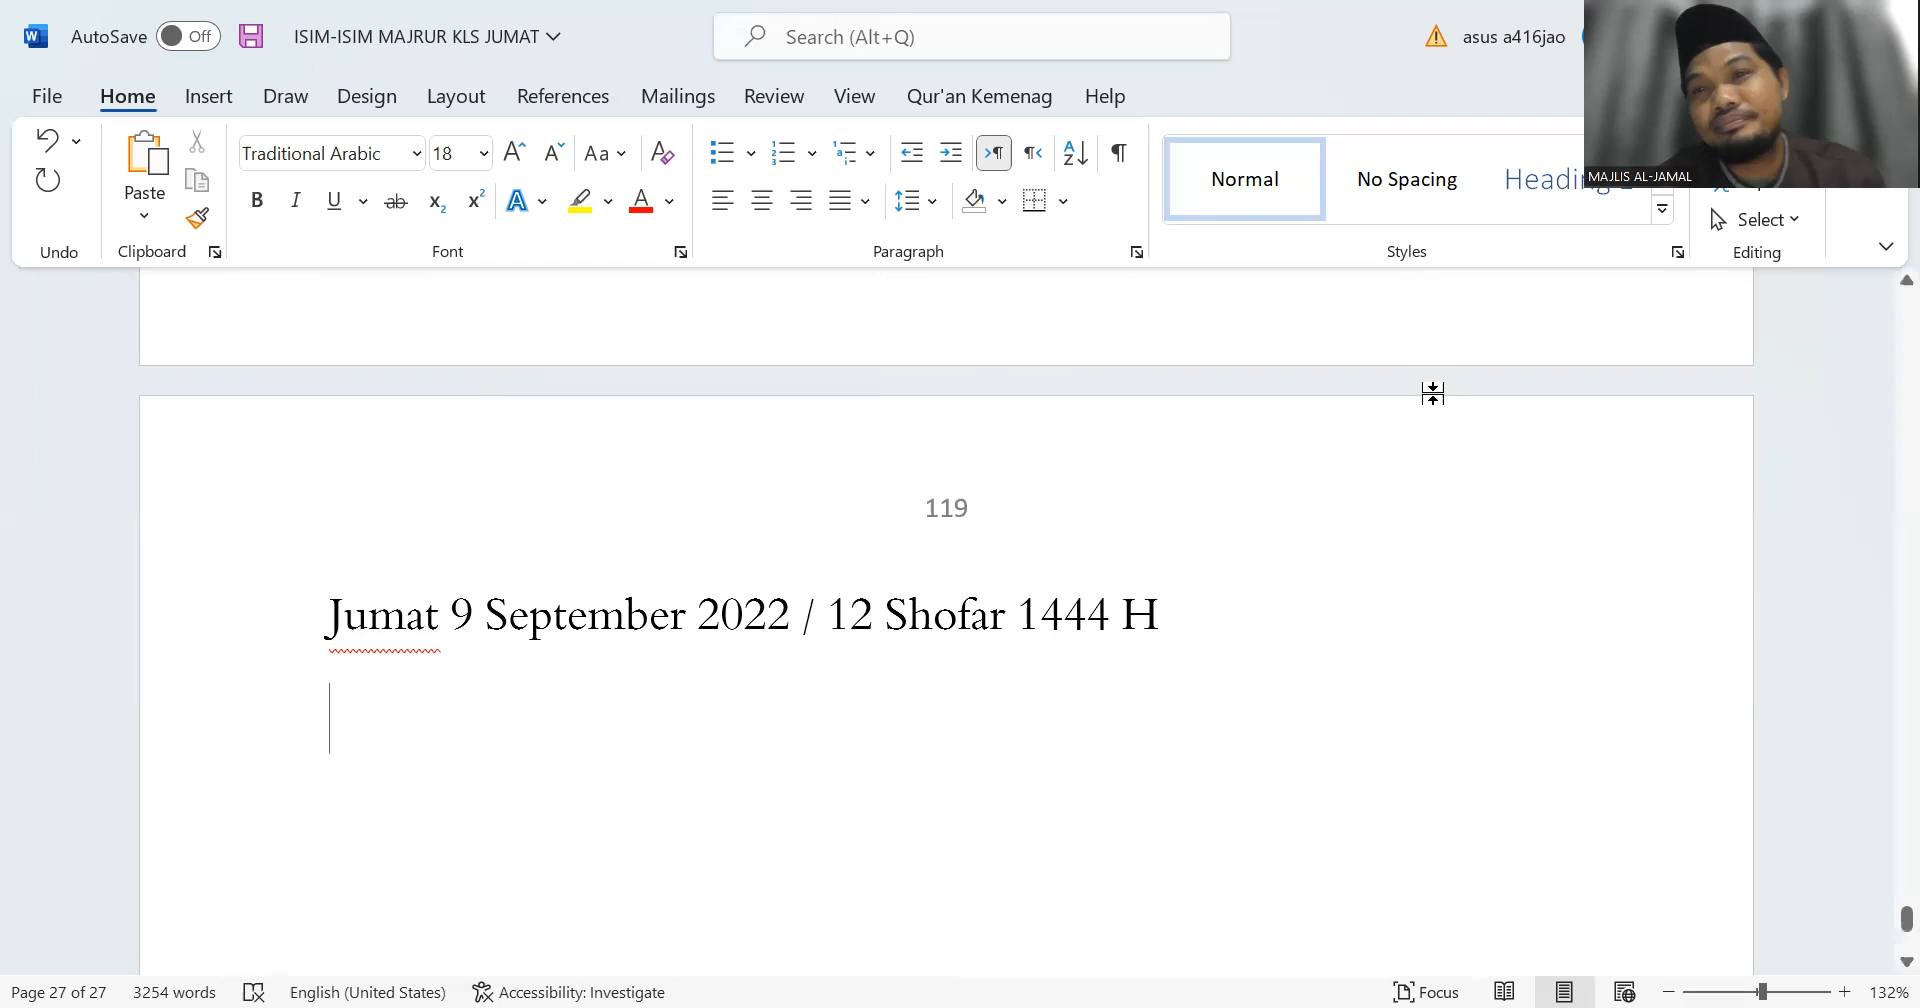 AutoSave Off ISIM-ISIM MAJRUR KLS JUMAT Search (Alt+Q) asus a416jao
File Home Insert Draw Design Layout References Mailings Review View Qur'an Kemenag Help
Traditional Arabic 18 Aa
Paste
Normal No Spacing
MAJLIS AL-JAMAL
Select
Undo Clipboard Font Paragraph Styles Editing
119
Jumat 9 September 2022 / 12 Shofar 1444 H
Page 27 of 27 3254 words English (United States) Accessibility: Investigate Focus 132%